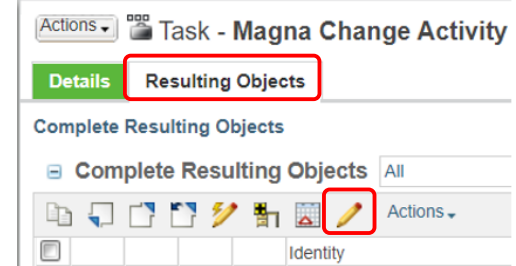 Actions Task - Magna Change Activity
Details Resulting Objects
Complete Resulting Objects
Complete Resulting Objects All
Actions
Identity